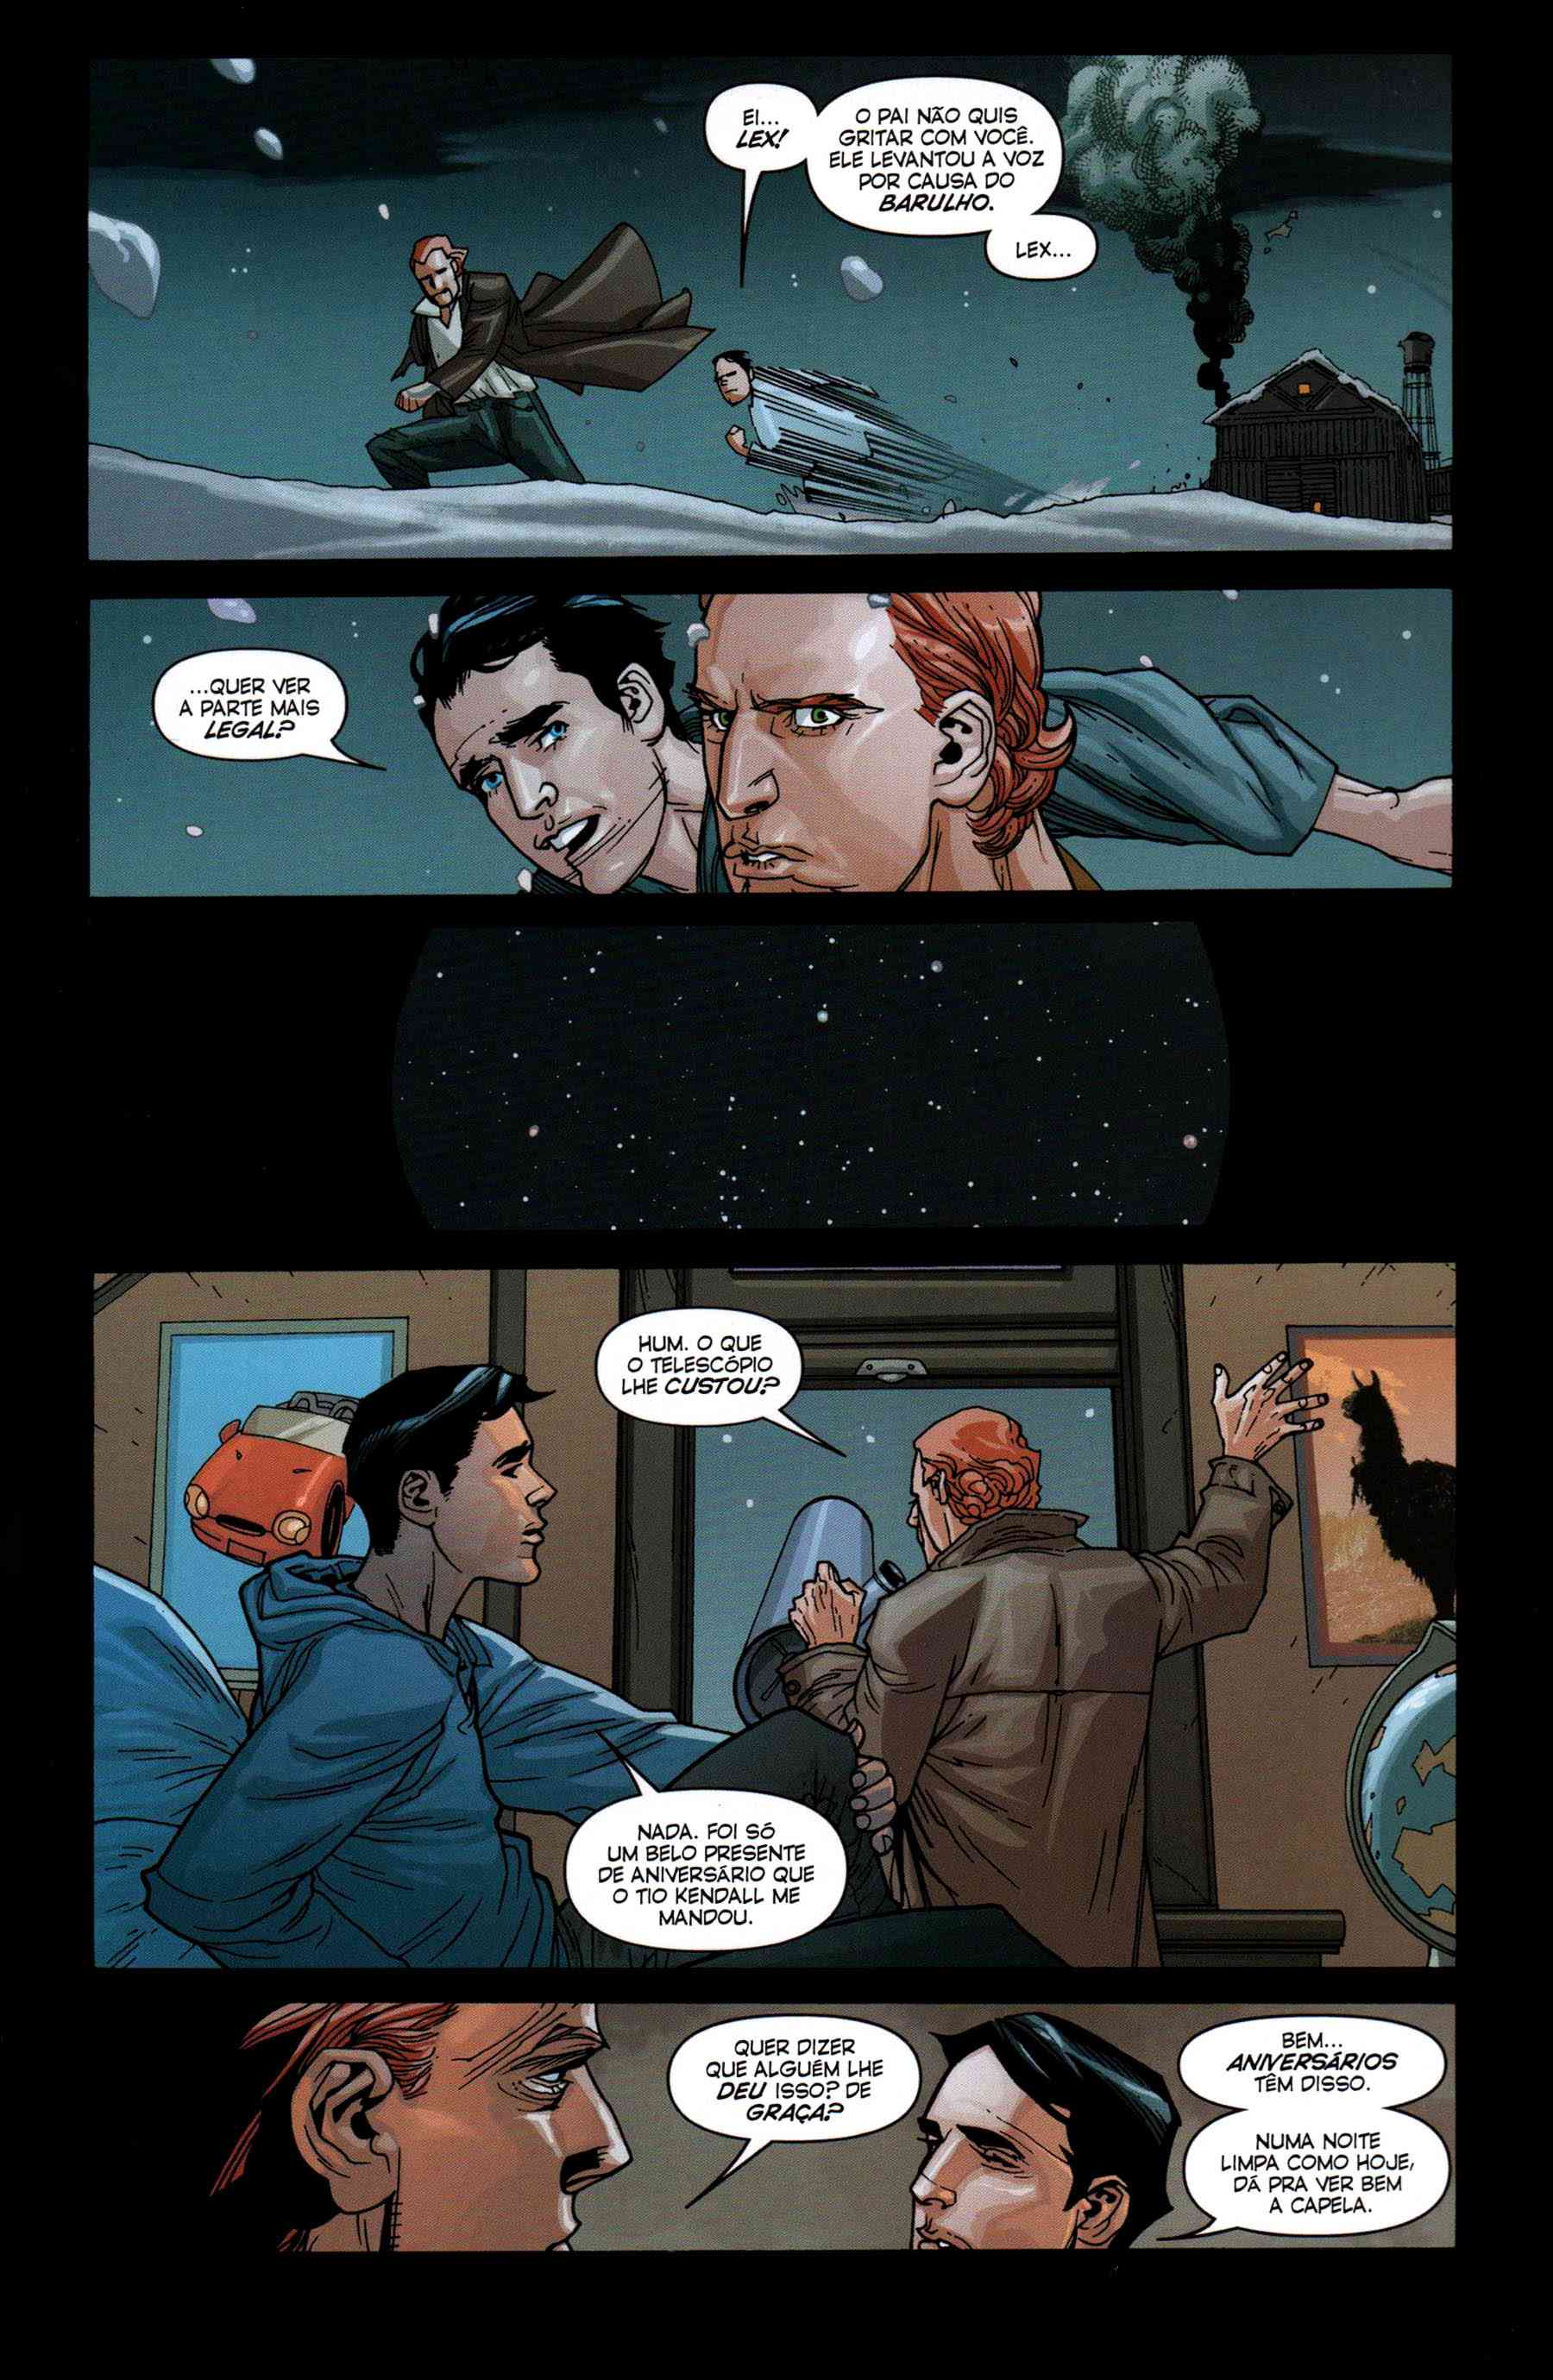 EI...
LEX!
O PAI NÃO QUIS
GRITAR COM VOCÊ.
ELE LEVANTOU A VOZ
POR CAUSA DO
BARULHO.
LEX...
...QUER VER
A PARTE MAIS
LEGAL?
HUM. O QUE
O TELESCÓPIO
LHE CUSTOU?
NADA. FOI SÓ
UM BELO PRESENTE
DE ANIVERSÁRIO QUE
O TIO KENDALL ME
MANDOU.
QUER DIZER
QUE ALGUÉM LHE
DEU ISSO? DE
GRAÇA?
BEM...
ANIVERSÁRIOS
TÊM DISSO.
NUMA NOITE
LIMPA COMO HOJE,
DÁ PRA VER BEM
A CAPELA.